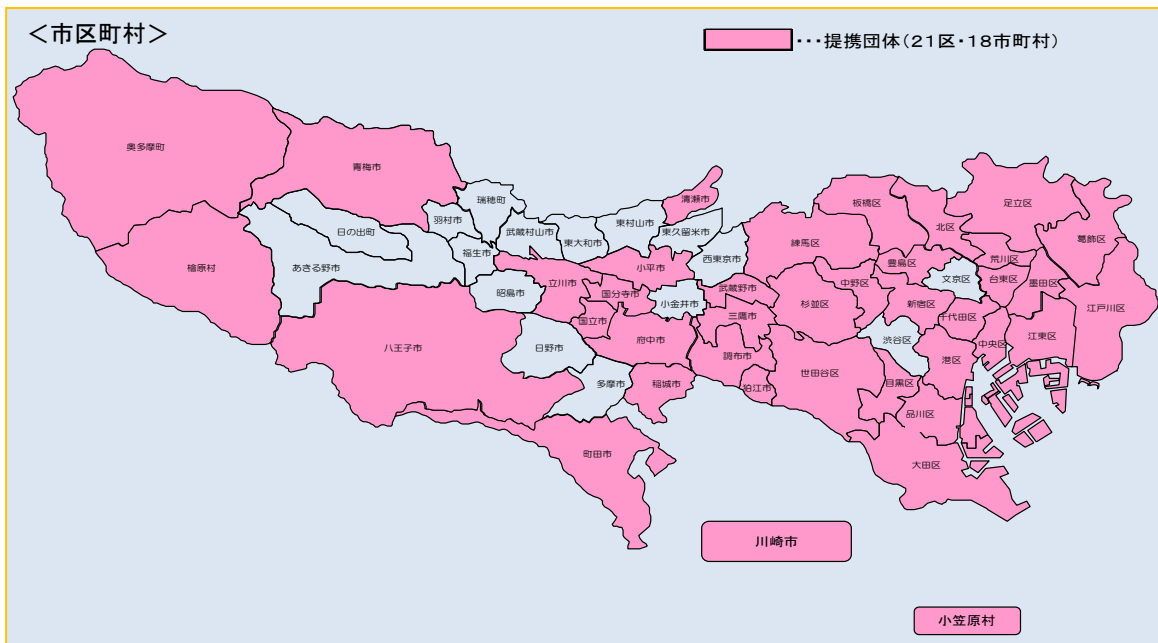 ＜市区町村＞
・・・提携団体（21区・18市町村）
奥多摩町
青梅市
瑞穂町
清瀬市
足立区
板橋区
羽村市
東村山市
北区
日の出町
武蔵村山市
東大和市
東久留米市
練馬区
葛飾区
檜原村
あきる野市
福生市
西東京市
豊島区
荒川区
小平市
文京区
台東区
墨田区
昭島市
立川市
国分寺市
武蔵野市
中野区
小金井市
杉並区
新宿区
江戸川区
国立市
三鷹市
千代田区
八王子市
日野市
府中市
渋谷区
中央区
江東区
調布市
港区
世田谷区
多摩市
稲城市
狛江市
目黒区
品川区
町田市
大田区
川崎市
小笠原村